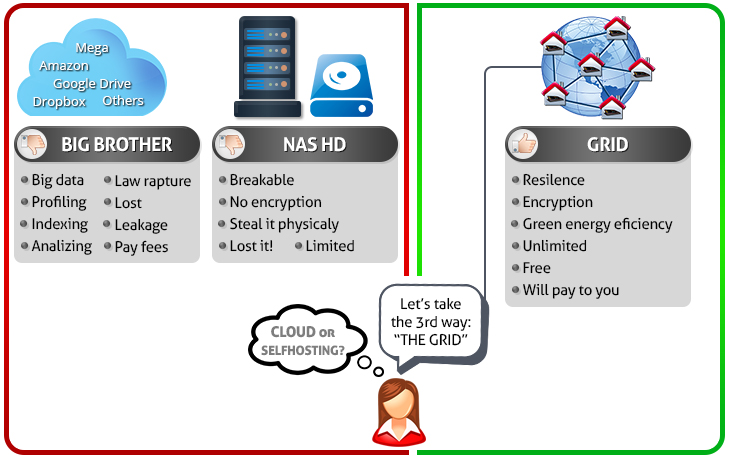 Mega
Amazon
Google Drive
Dropbox Others
BIG BROTHER
Big data
Profiling
Indexing
Analizing
Law rapture
Lost
Leakage
Pay fees
NAS HD
Breakable
No encryption
Steal it physicaly
Lost it! Limited
GRID
Resilence
Encryption
Green energy eficiency
Unlimited
Free
Will pay to you
CLOUD OR
SELFHOSTING?
Let's take
the 3rd way:
“THE GRID”